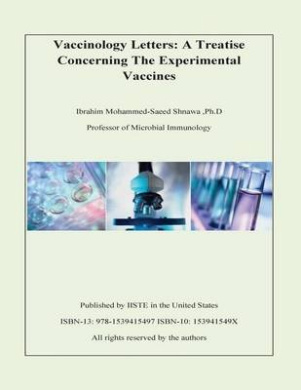 Vaccinology Letters: A Treatise
Concerning The Experimental
Vaccines
Ibrahim Mohammed-Saeed Shnawa ,Ph.D
Professor of Microbial Immunology
Published by IISTE in the United States
ISBN-13: 978-1539415497 ISBN-10: 153941549X
All rights reserved by the authors